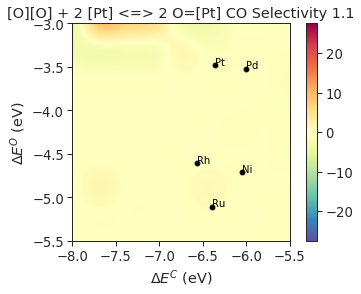 [O][O] + 2 [Pt] <=> 2 O=[Pt] CO Selectivity 1.1
−3.0
−3.5
−4.0
−4.5
−5.0
−5.5
ΔE^O (eV)
Pt
Pd
Rh
Ni
Ru
−8.0 −7.5 −7.0 −6.5 −6.0 −5.5
ΔE^C (eV)
20
10
0
−10
−20